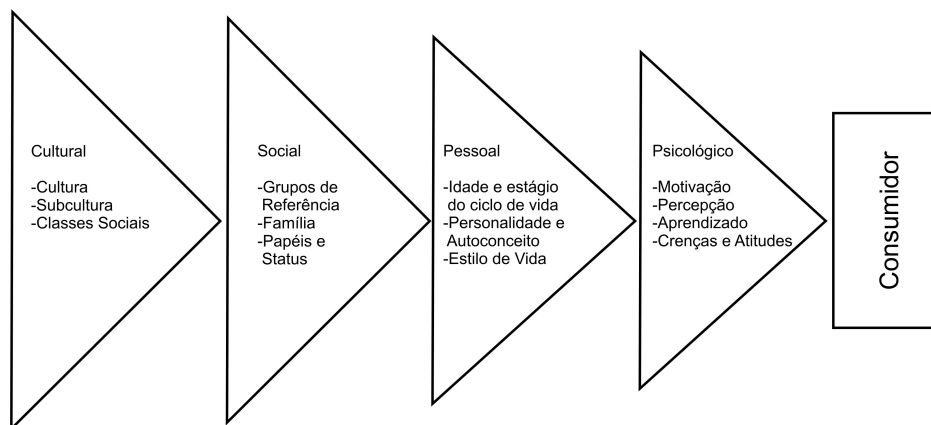 Cultural
-Cultura
-Subcultura
-Classes Sociais
Social
-Grupos de
Referência
-Família
-Papéis e
Status
Pessoal
-Idade e estágio
do ciclo de vida
-Personalidade e
Autoconceito
-Estilo de Vida
Psicológico
-Motivação
-Percepção
-Aprendizado
-Crenças e Atitudes
Consumidor